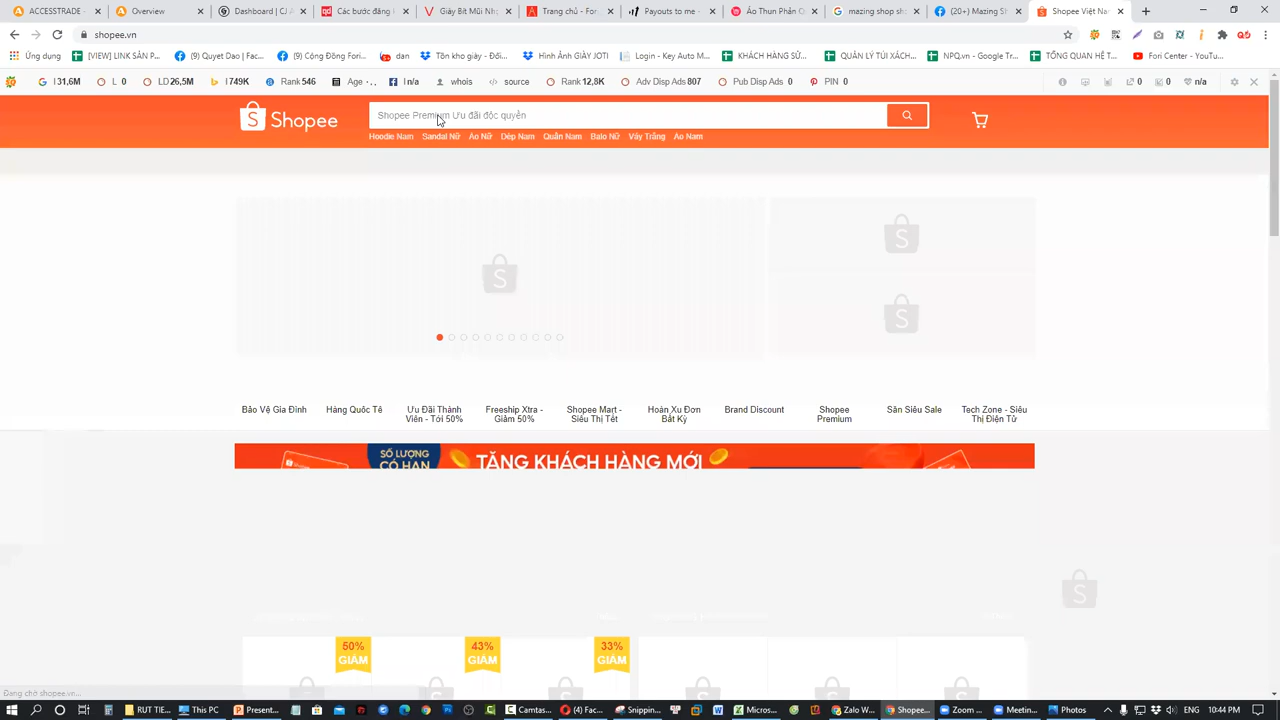 ACCESSTRADE -
Overview
Dashboard | CJ A
Các bước đăng k
Giày Bít Mũi Nh
Trang chủ - For
Payouts to me -
Áo Thun Phản C
mazing shop sh
(20+) Mazing Sh
Shopee Việt Na
shopee.vn
Ứng dụng
[VIEW] LINK SẢN P...
(9) Quyet Dao | Fac...
(9) Cộng Đồng Fori...
dan
Tồn kho giày - Đối...
Hình Ảnh GIÀY JOTI
Login - Key Auto M...
KHÁCH HÀNG SỬ...
QUẢN LÝ TÚI XÁCH...
NPQ.vn - Google Tr...
TỔNG QUAN HỆ T...
Fori Center - YouTu...
I 31,6M
L 0
LD 26,5M
I 749K
Rank 546
Age . , ,
l n/a
whois
source
Rank 12,8K
Adv Disp Ads 807
Pub Disp Ads 0
PIN 0
0
0
n/a
Shopee
Shopee Premium Ưu đãi độc quyền
Hoodie Nam Sandal Nữ Áo Nữ Dép Nam Quần Nam Balo Nữ Váy Trắng Áo Nam
Bảo Vệ Gia Đình
Hàng Quốc Tế
Ưu Đãi Thành
Viên - Tới 50%
Freeship Xtra -
Giảm 50%
Shopee Mart -
Siêu Thị Tết
Hoàn Xu Đơn
Bất Kỳ
Brand Discount
Shopee
Premium
Săn Siêu Sale
Tech Zone - Siêu
Thị Điện Tử
SỐ LƯỢNG
CÓ HẠN
TẶNG KHÁCH HÀNG MỚI
50%
GIẢM
43%
GIẢM
33%
GIẢM
Đang chờ shopee.vn...
RUT TIE...
This PC
Present...
Camtas...
(4) Fac...
Snippin...
Micros...
Zalo W...
Shopee...
Zoom ...
Meetin...
Photos
ENG
10:44 PM